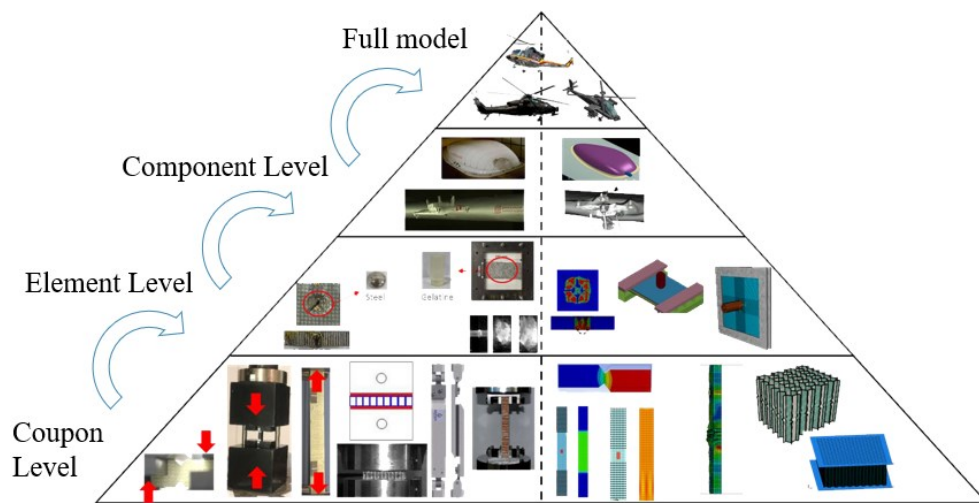 Full model
Component Level
Element Level
Steel
Gelatine
Coupon
Level